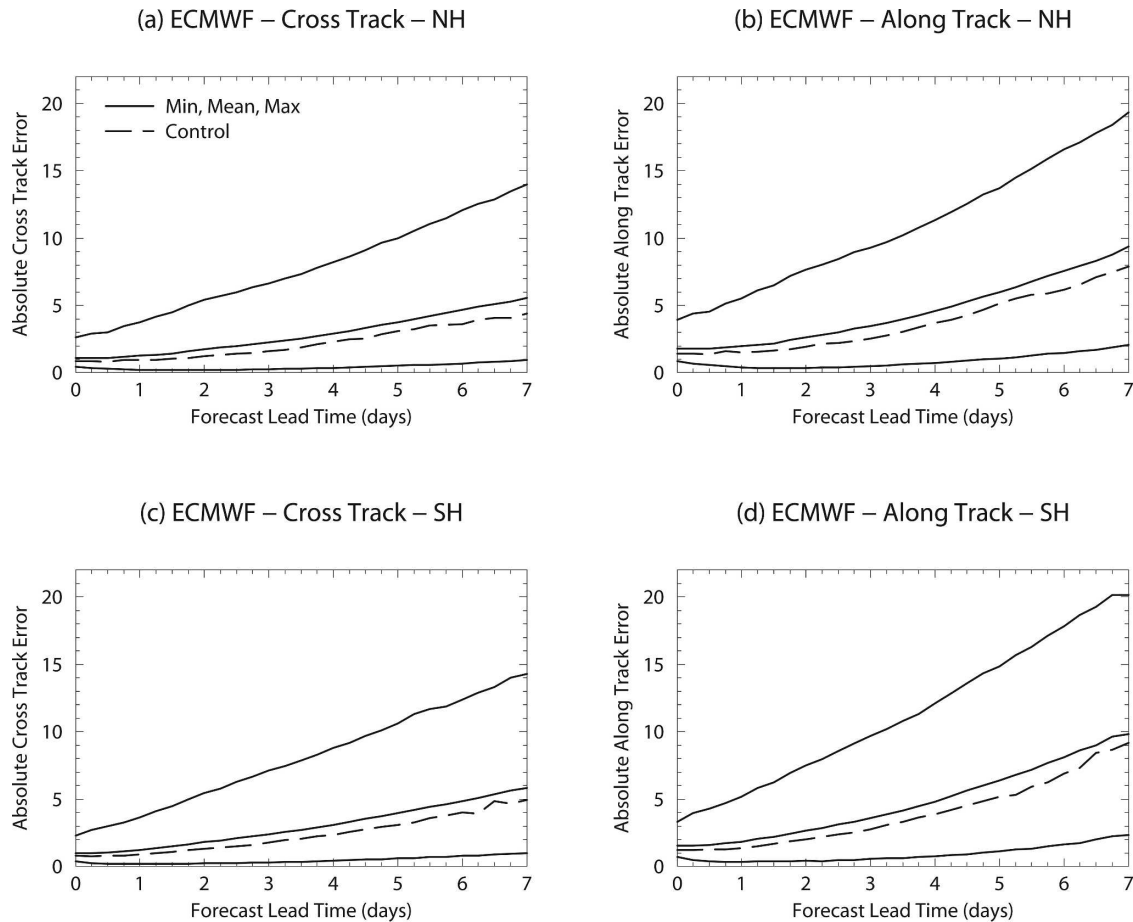 (a) ECMWF – Cross Track – NH
Absolute Cross Track Error
20
15
10
5
0
Min, Mean, Max
Control
0 1 2 3 4 5 6 7
Forecast Lead Time (days)
(b) ECMWF – Along Track – NH
Absolute Along Track Error
20
15
10
5
0
0 1 2 3 4 5 6 7
Forecast Lead Time (days)
(c) ECMWF – Cross Track – SH
Absolute Cross Track Error
20
15
10
5
0
0 1 2 3 4 5 6 7
Forecast Lead Time (days)
(d) ECMWF – Along Track – SH
Absolute Along Track Error
20
15
10
5
0
0 1 2 3 4 5 6 7
Forecast Lead Time (days)